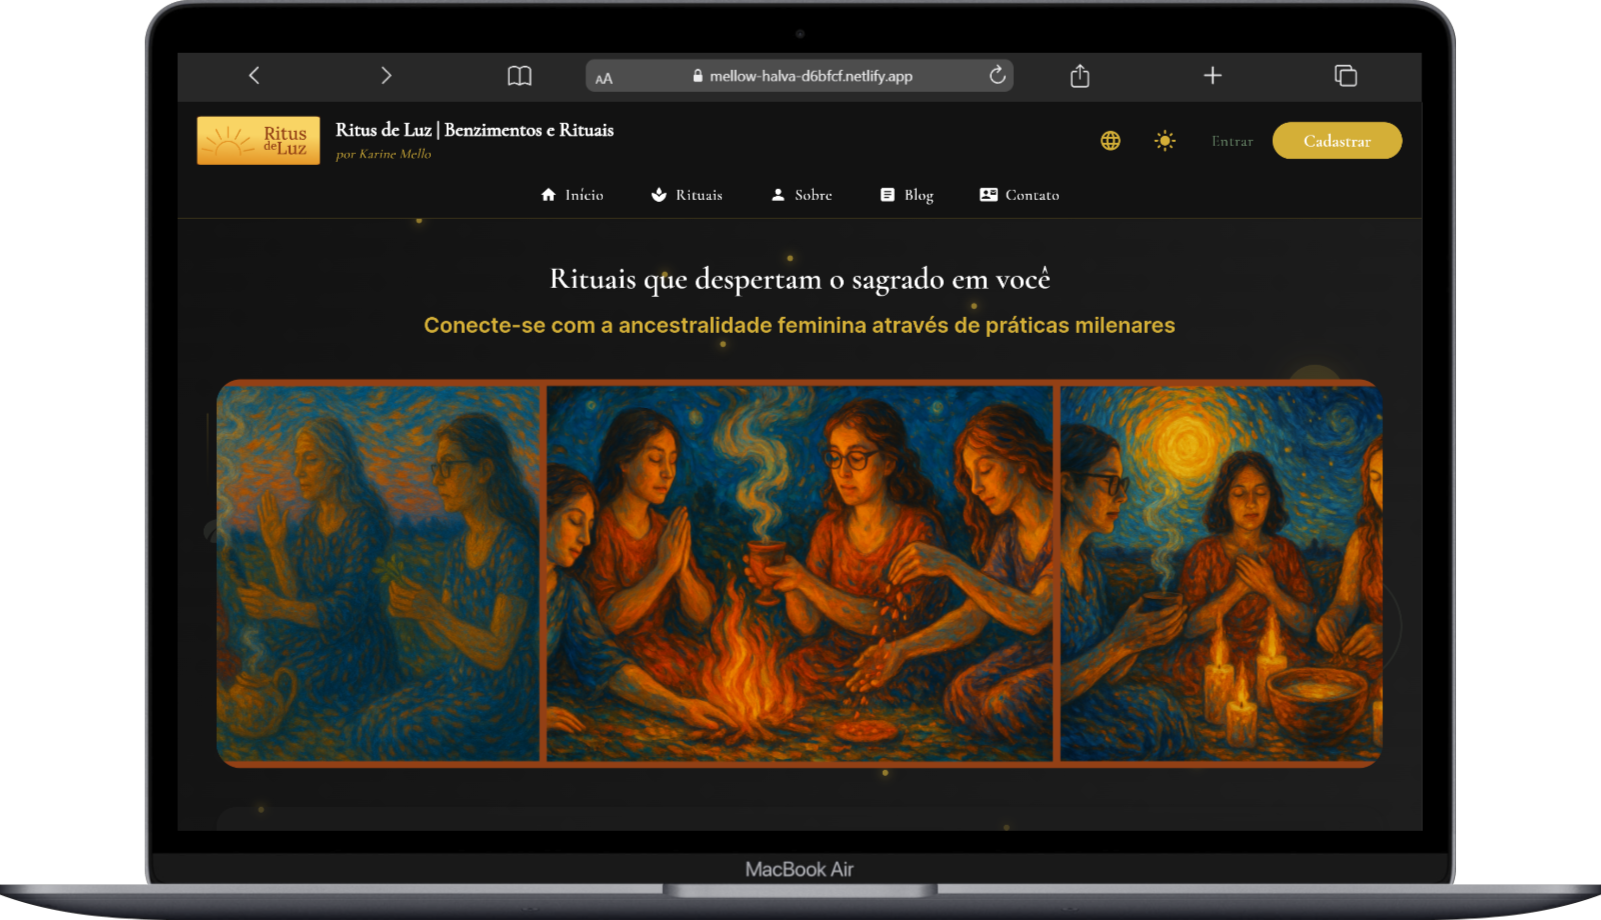 AA mellow-halva-d6bfcf.netlify.app
Ritus
de Luz
Ritus de Luz | Benzimentos e Rituais
por Karine Mello
Entrar
Cadastrar
Início Rituais Sobre Blog Contato
Rituais que despertam o sagrado em você
Conecte-se com a ancestralidade feminina através de práticas milenares
MacBook Air